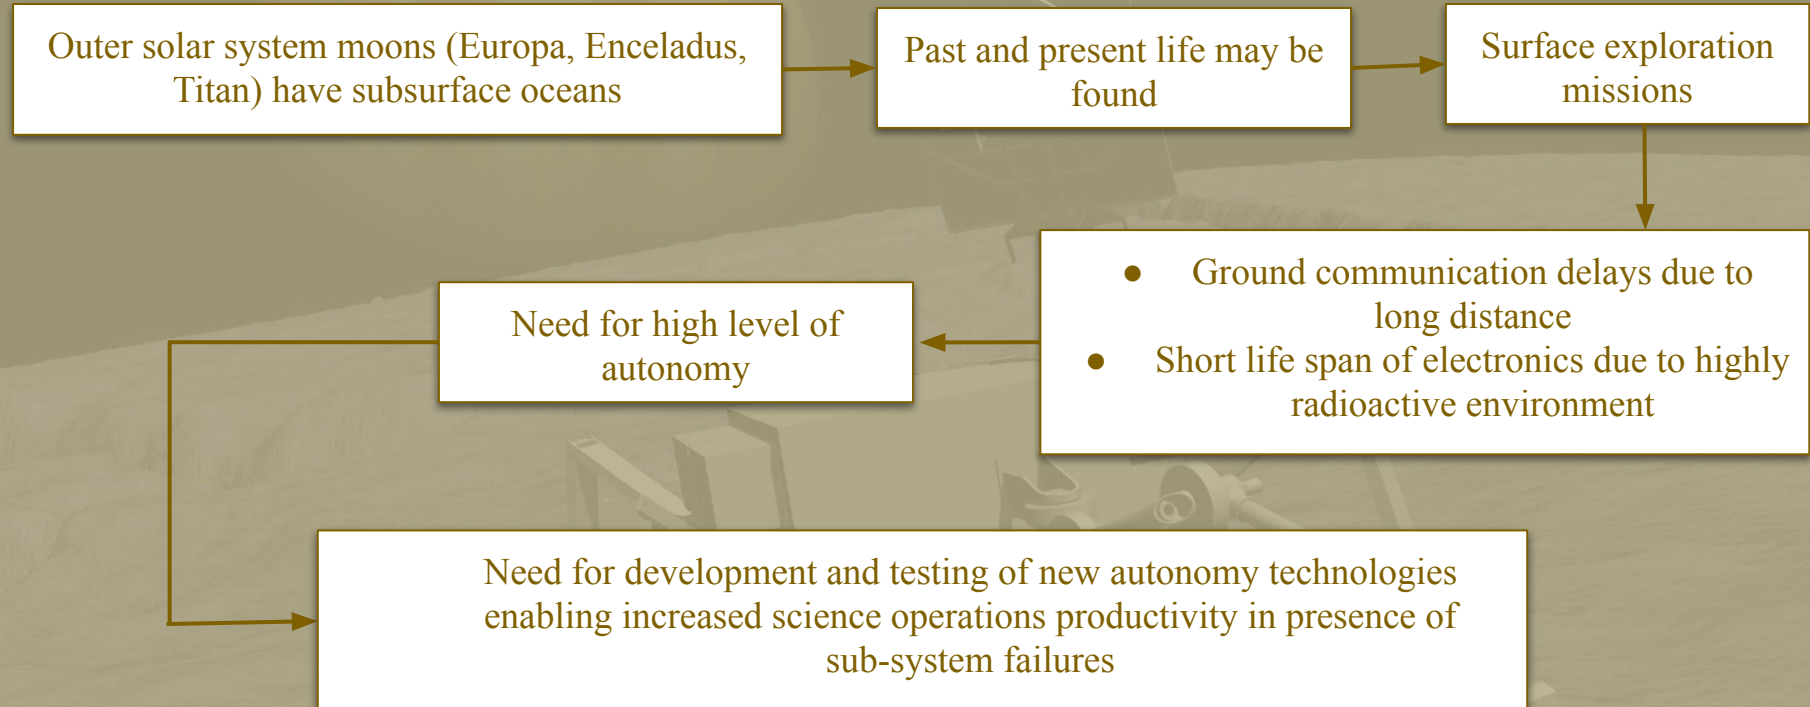 Outer solar system moons (Europa, Enceladus,
Titan) have subsurface oceans
Past and present life may be
found
Surface exploration
missions
● Ground communication delays due to
long distance
● Short life span of electronics due to highly
radioactive environment
Need for high level of
autonomy
Need for development and testing of new autonomy technologies
enabling increased science operations productivity in presence of
sub-system failures